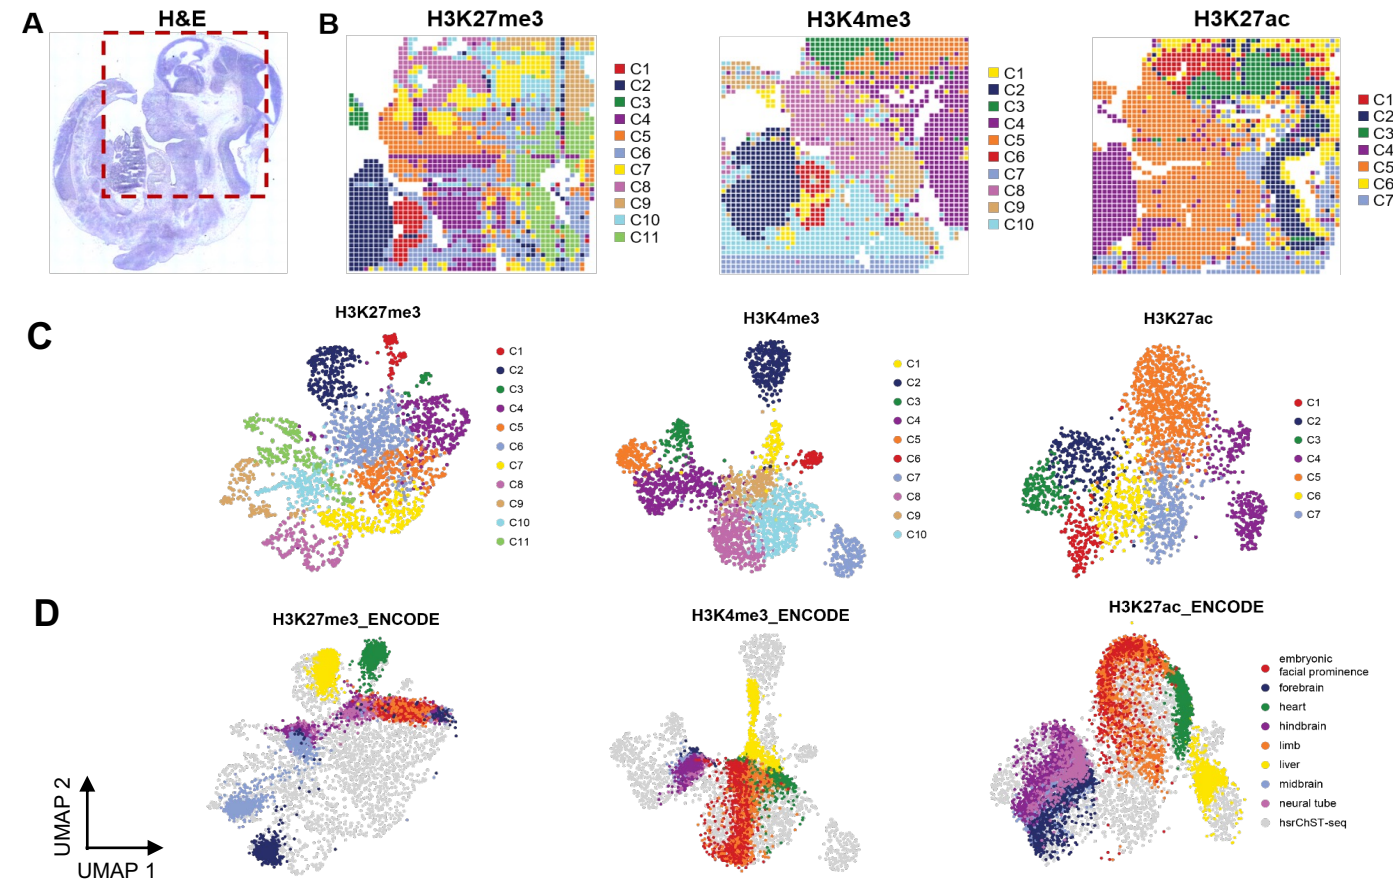 A
H&E
B
H3K27me3
C1
C2
C3
C4
C5
C6
C7
C8
C9
C10
C11
H3K4me3
C1
C2
C3
C4
C5
C6
C7
C8
C9
C10
H3K27ac
C1
C2
C3
C4
C5
C6
C7
C
H3K27me3
C1
C2
C3
C4
C5
C6
C7
C8
C9
C10
C11
H3K4me3
C1
C2
C3
C4
C5
C6
C7
C8
C9
C10
H3K27ac
C1
C2
C3
C4
C5
C6
C7
D
H3K27me3_ENCODE
H3K4me3_ENCODE
H3K27ac_ENCODE
embryonic
facial prominence
forebrain
heart
hindbrain
limb
liver
midbrain
neural tube
hsrChST-seq
UMAP 2
UMAP 1